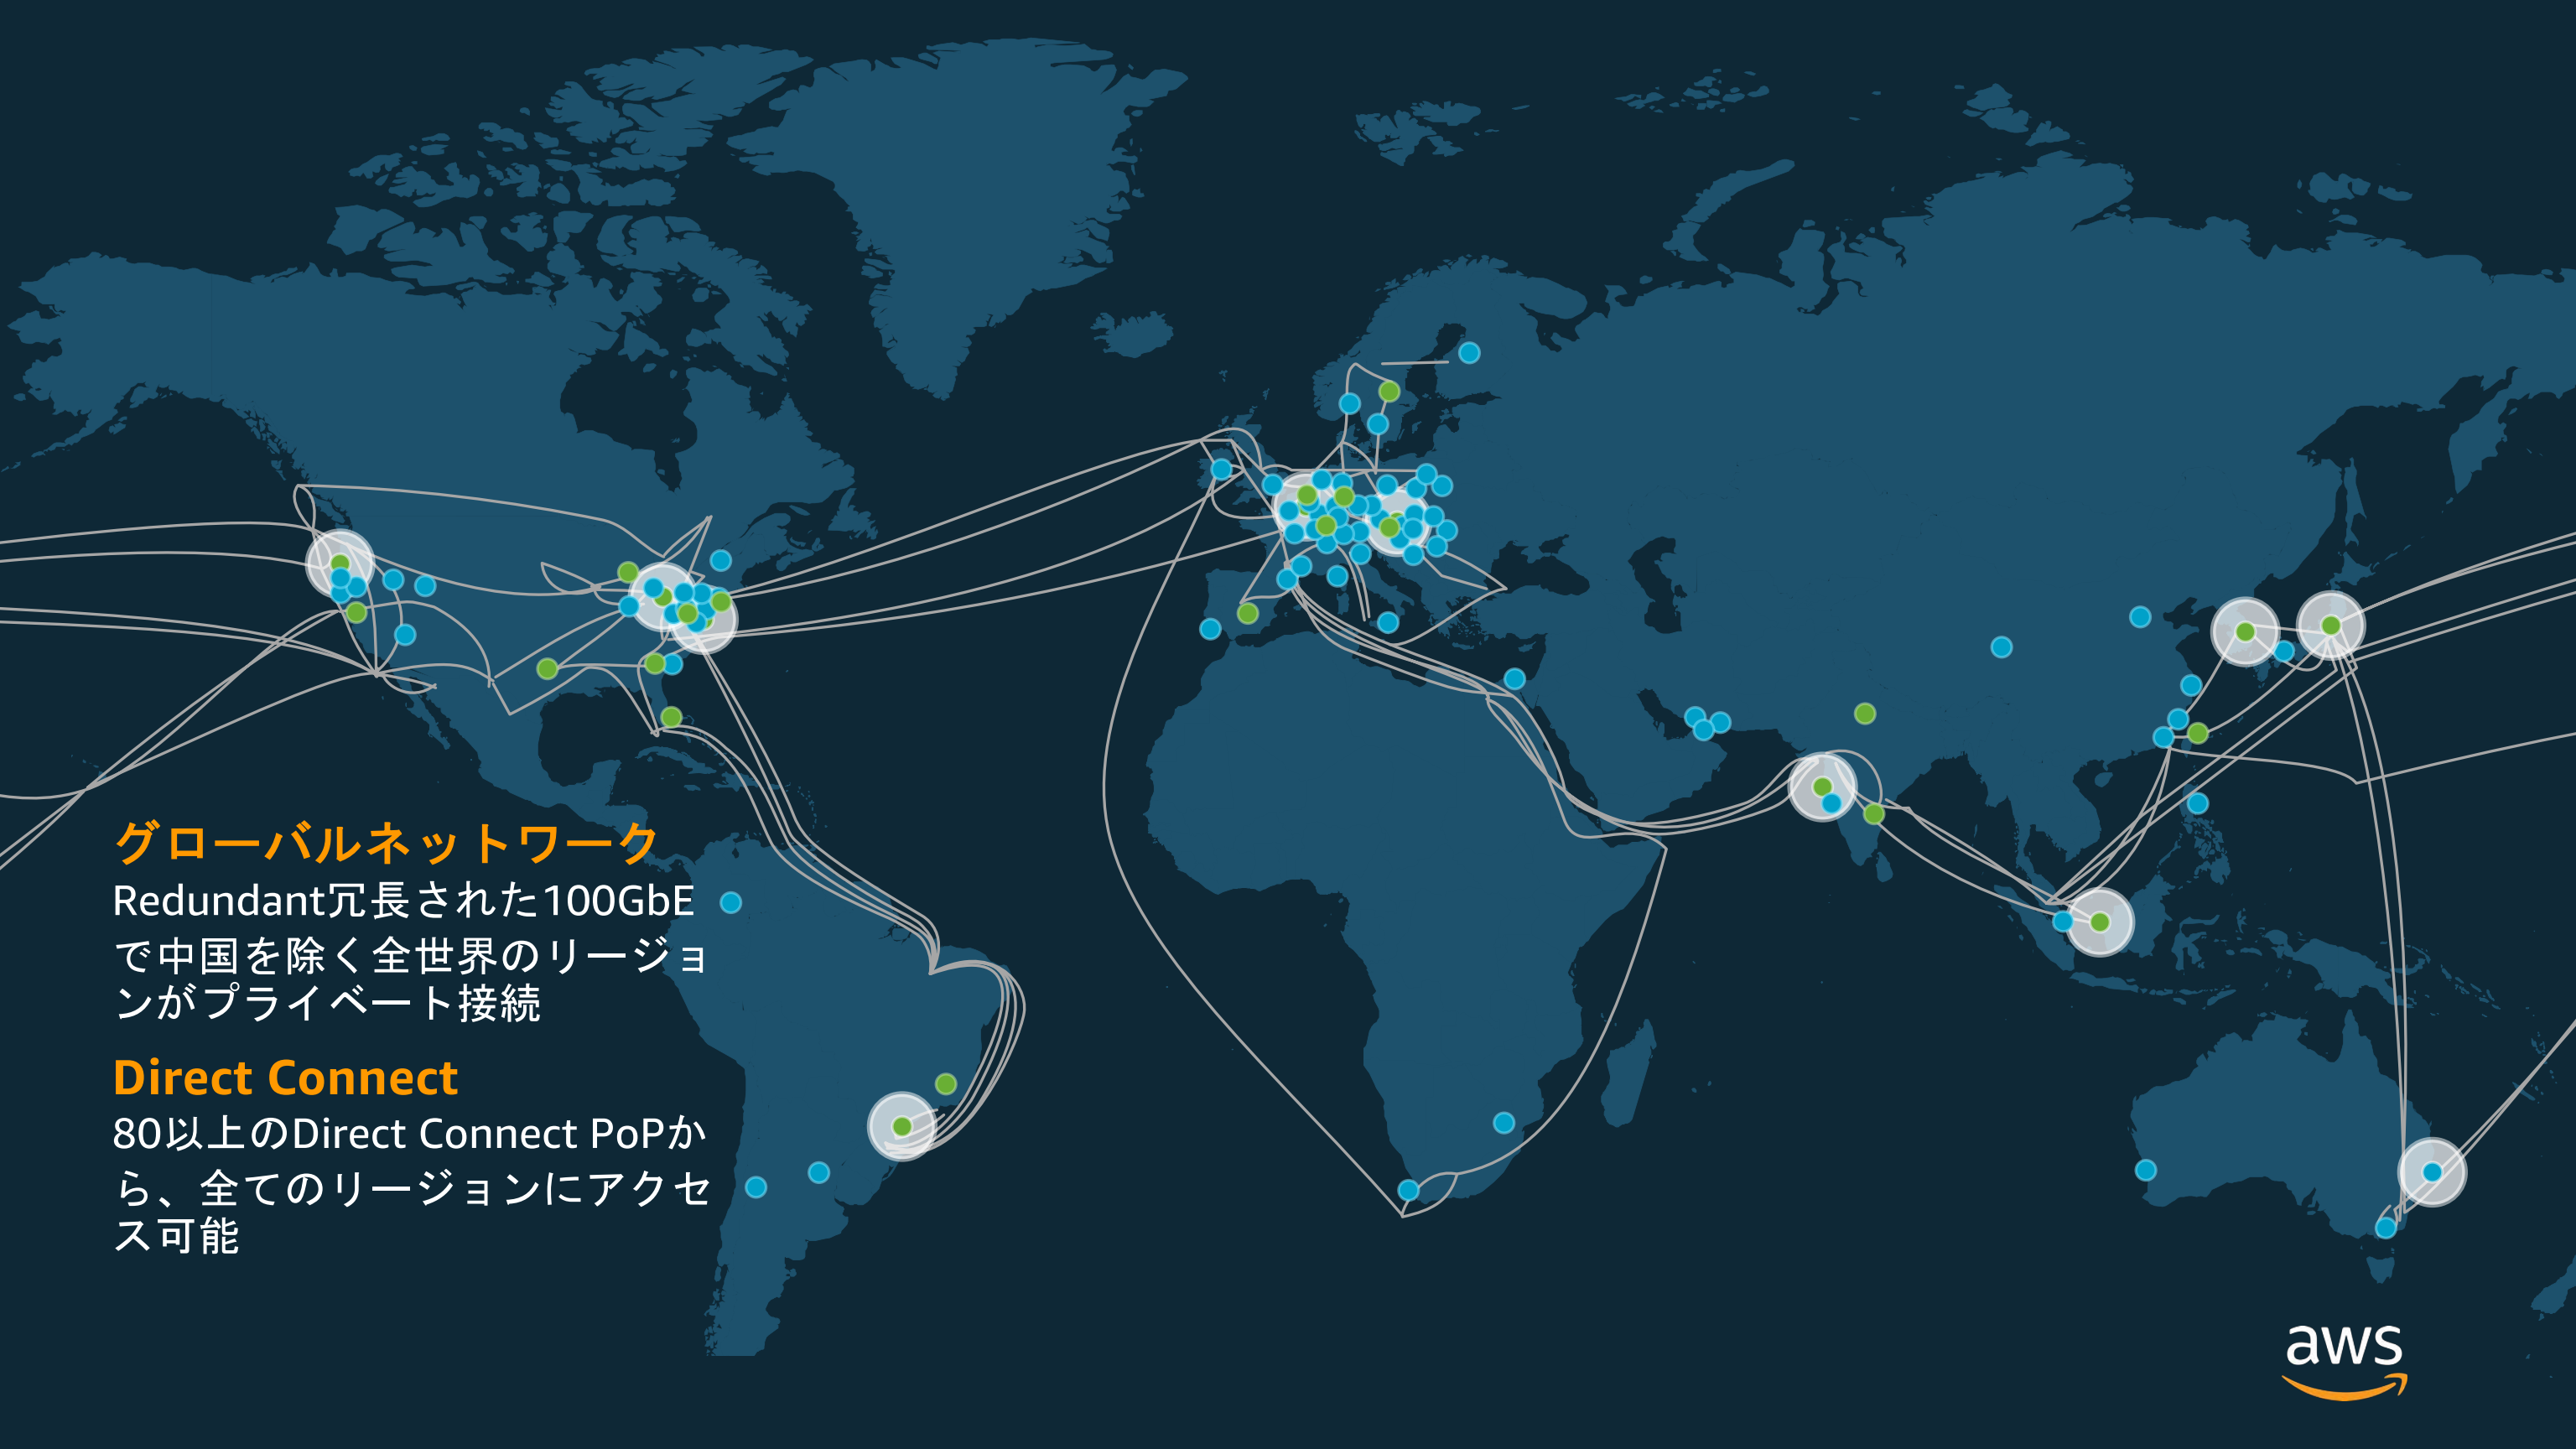 グローバルネットワーク
Redundant冗長された100GbE
で中国を除く全世界のリージョ
ンがプライベート接続
Direct Connect
80以上のDirect Connect PoPか
ら、全てのリージョンにアクセ
ス可能
aws